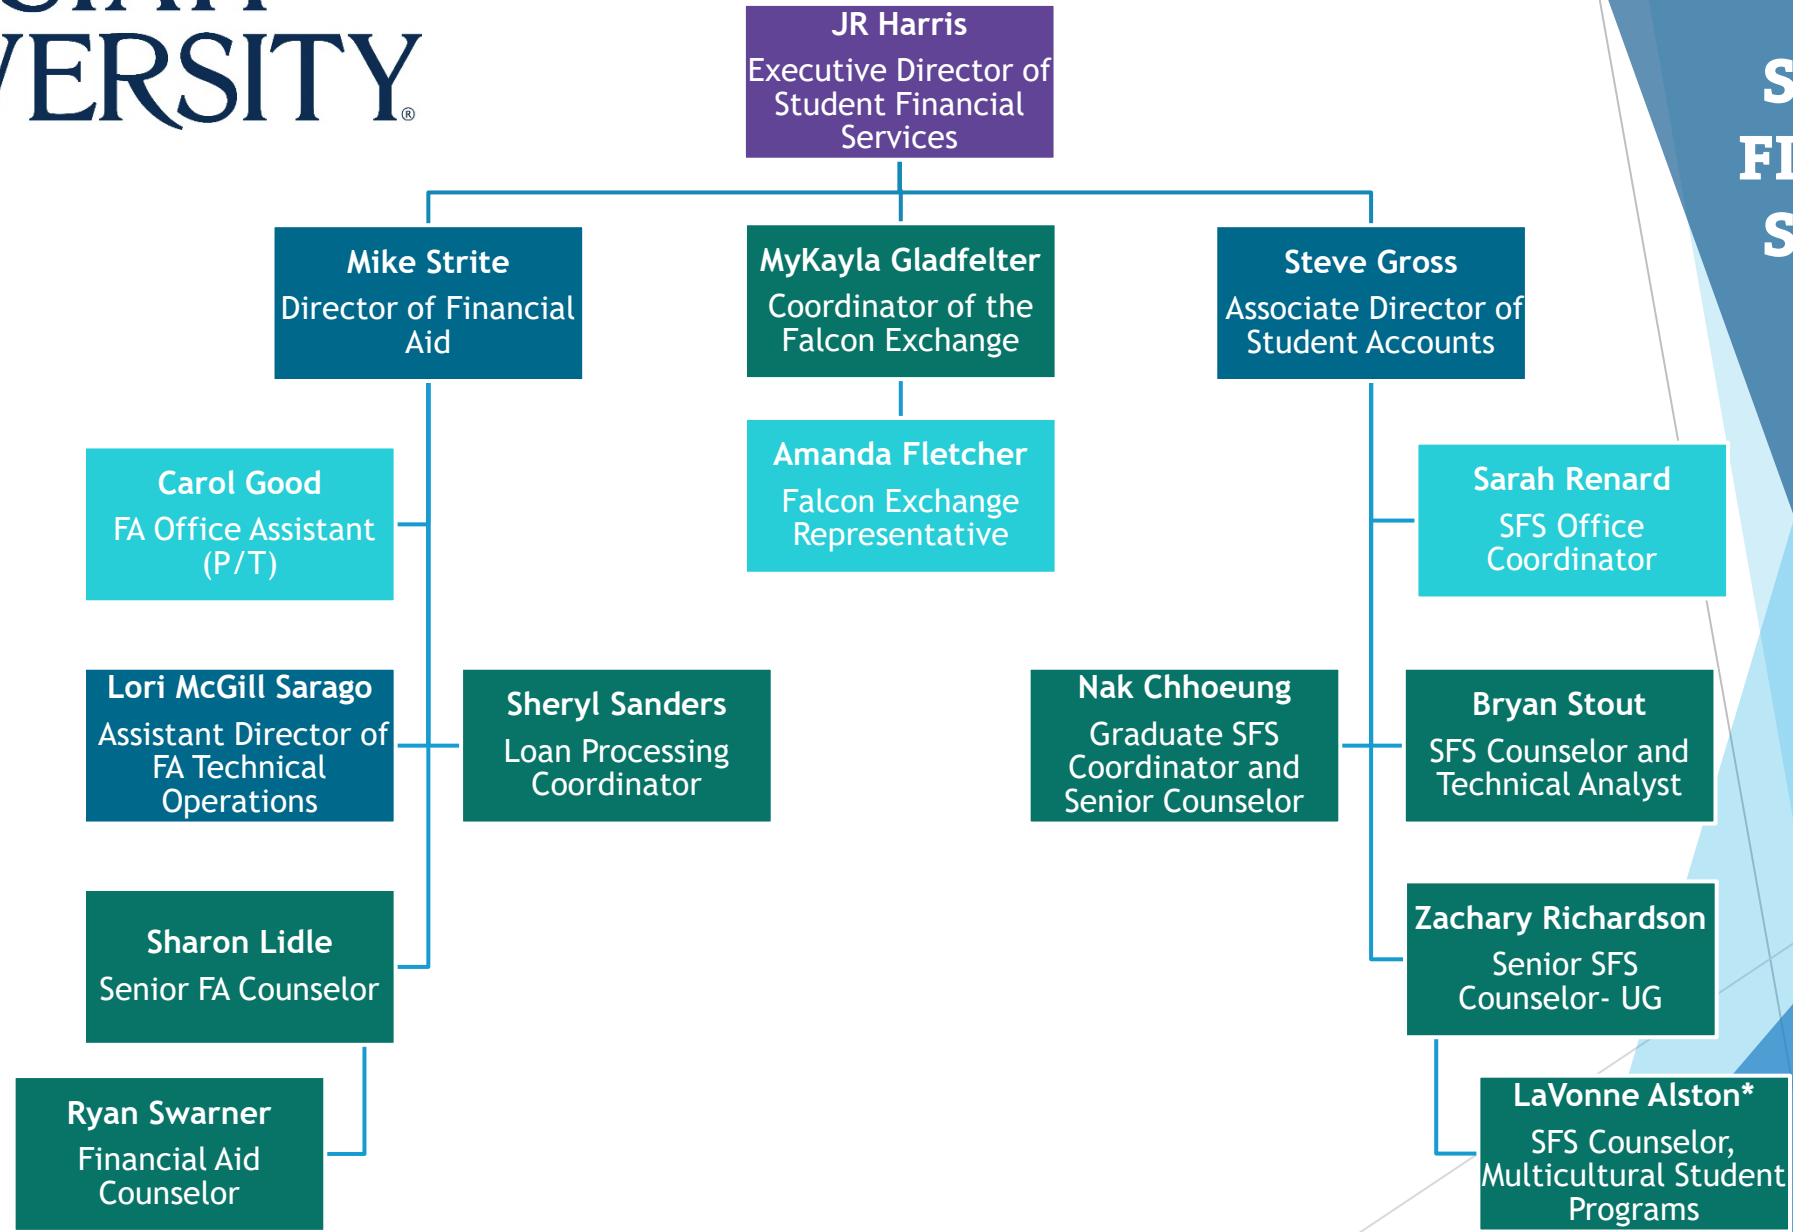 VERSITY®
JR Harris
Executive Director of
Student Financial
Services
Mike Strite
Director of Financial
Aid
MyKayla Gladfelter
Coordinator of the
Falcon Exchange
Steve Gross
Associate Director of
Student Accounts
Carol Good
FA Office Assistant
(P/T)
Amanda Fletcher
Falcon Exchange
Representative
Sarah Renard
SFS Office
Coordinator
Lori McGill Sarago
Assistant Director of
FA Technical
Operations
Sheryl Sanders
Loan Processing
Coordinator
Nak Chhoeung
Graduate SFS
Coordinator and
Senior Counselor
Bryan Stout
SFS Counselor and
Technical Analyst
Sharon Lidle
Senior FA Counselor
Zachary Richardson
Senior SFS
Counselor- UG
Ryan Swarner
Financial Aid
Counselor
LaVonne Alston*
SFS Counselor,
Multicultural Student
Programs